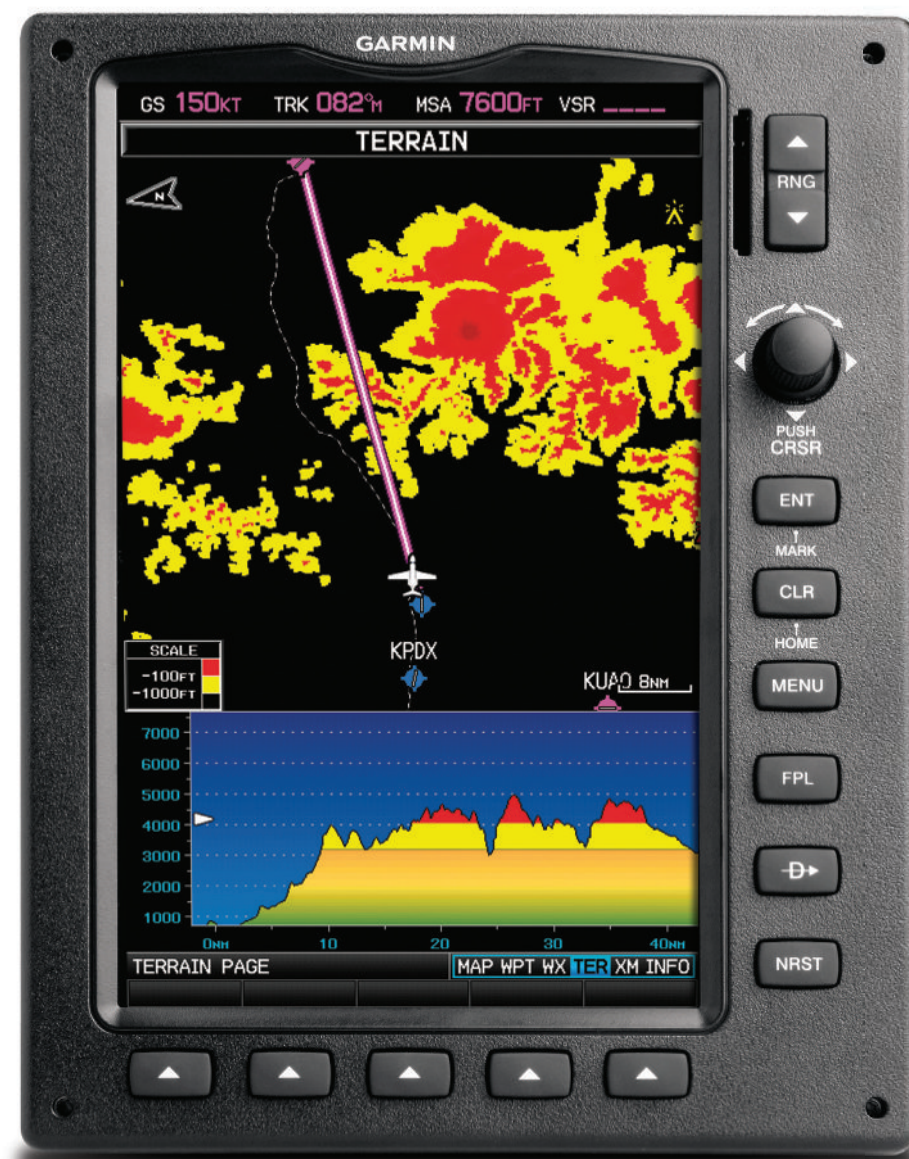 GARMIN
GS 150KT TRK 082°M MSA 7600FT VSR ____
TERRAIN
N
RNG
PUSH
CRSR
ENT
MARK
CLR
HOME
KPDX
SCALE
-100FT
-1000FT
KUAO 8NM
MENU
7000
6000
5000
4000
3000
2000
1000
0NM 10 20 30 40NM
FPL
D
NRST
TERRAIN PAGE MAP WPT WX TER XM INFO